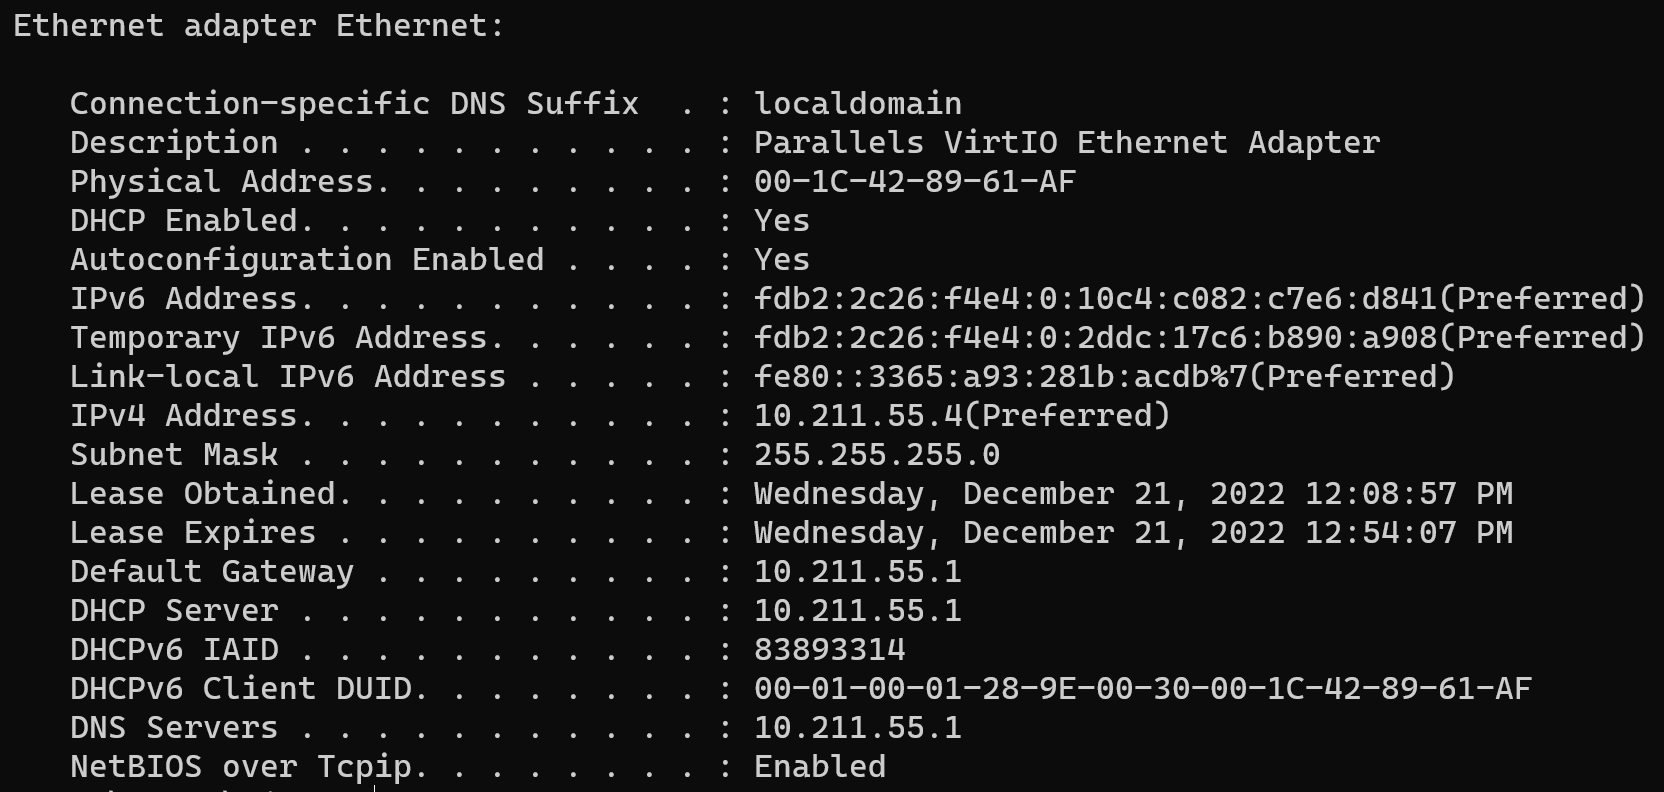 Ethernet adapter Ethernet:
Connection-specific DNS Suffix  . : localdomain
Description . . . . . . . . . . . : Parallels VirtIO Ethernet Adapter
Physical Address. . . . . . . . . : 00-1C-42-89-61-AF
DHCP Enabled. . . . . . . . . . . : Yes
Autoconfiguration Enabled . . . . : Yes
IPv6 Address. . . . . . . . . . . : fdb2:2c26:f4e4:0:10c4:c082:c7e6:d841(Preferred)
Temporary IPv6 Address. . . . . . : fdb2:2c26:f4e4:0:2ddc:17c6:b890:a908(Preferred)
Link-local IPv6 Address . . . . . : fe80::3365:a93:281b:acdb%7(Preferred)
IPv4 Address. . . . . . . . . . . : 10.211.55.4(Preferred)
Subnet Mask . . . . . . . . . . . : 255.255.255.0
Lease Obtained. . . . . . . . . . : Wednesday, December 21, 2022 12:08:57 PM
Lease Expires . . . . . . . . . . : Wednesday, December 21, 2022 12:54:07 PM
Default Gateway . . . . . . . . . : 10.211.55.1
DHCP Server . . . . . . . . . . . : 10.211.55.1
DHCPv6 IAID . . . . . . . . . . . : 83893314
DHCPv6 Client DUID. . . . . . . . : 00-01-00-01-28-9E-00-30-00-1C-42-89-61-AF
DNS Servers . . . . . . . . . . . : 10.211.55.1
NetBIOS over Tcpip. . . . . . . . : Enabled